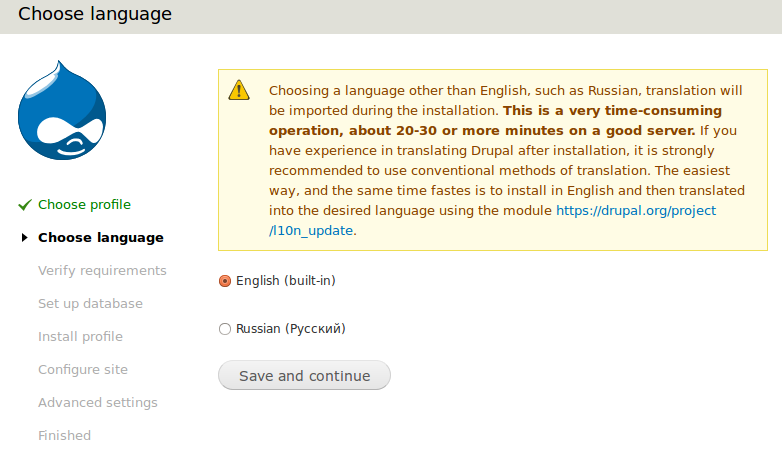 Choose language
Choosing a language other than English, such as Russian, translation will
be imported during the installation. This is a very time-consuming
operation, about 20-30 or more minutes on a good server. If you
have experience in translating Drupal after installation, it is strongly
recommended to use conventional methods of translation. The easiest
way, and the same time fastes is to install in English and then translated
into the desired language using the module https://drupal.org/project
/l10n_update.
Choose profile
Choose language
Verify requirements
Set up database
Install profile
Configure site
Advanced settings
Finished
English (built-in)
Russian (Русский)
Save and continue